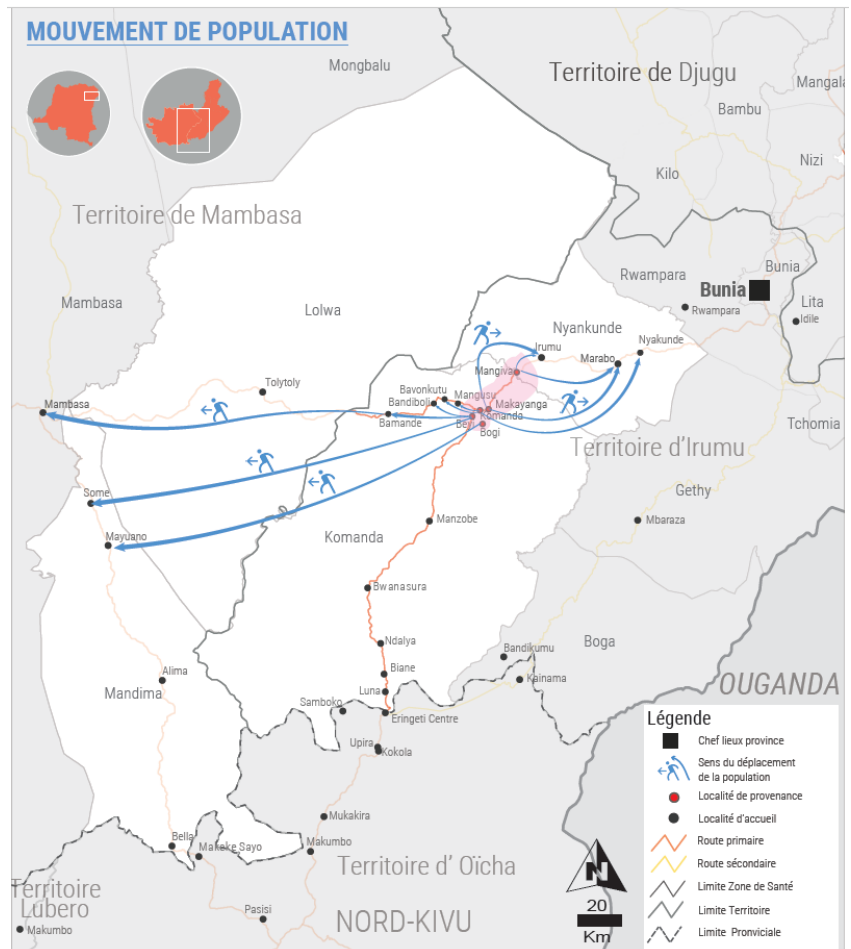 MOUVEMENT DE POPULATION
Mongbalu
Territoire de Djugu
Mangala
Bambu
Nizi
Kilo
Territoire de Mambasa
Rwampara
Bunia
Bunia
Lita
Mambasa
Lolwa
Rwampara
Idile
Nyankunde
Irumu
Marabo
Nyakunde
Mangiva
Tolytoly
Bavonkutu
Bandiboli
Mangusu
Makayanga
Mambasa
Bamande
Komanda
Beyi
Bogi
Tchomia
Territoire d'Irumu
Gethy
Some
Manzobe
Mbaraza
Mayuano
Komanda
Bwanasura
Ndalya
Boga
Bandikumu
Biane
Alima
Kainama
Mandima
Luna
OUGANDA
Samboko
Eringeti Centre
Upira
Kokola
Mukakira
Bella
Makeke Sayo
Makumbo
Territoire d' Oïcha
Territoire
Lubero
Makumbo
Pasisi
NORD-KIVU
N
20
Km
Légende
Chef lieux province
Sens du déplacement
de la population
Localité de provenance
Localité d'accueil
Route primaire
Route sécondaire
Limite Zone de Santé
Limite Territoire
Limite Pronviciale